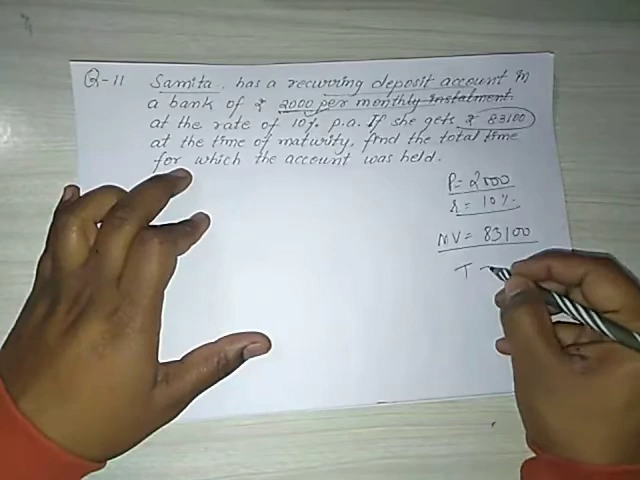 Q-11 Samita. has a recurring deposit account in
a bank of ₹ 2000 per monthly instalment.
at the rate of 10% p.a. If she gets ₹ 83100
at the time of maturity, find the total time
for which the account was held.
P = 2000
r = 10%
MV = 83100
T -